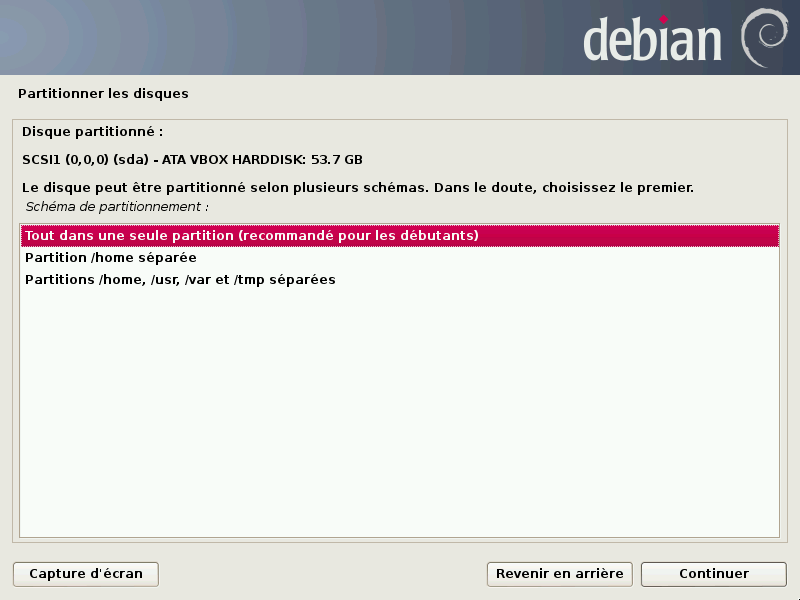 debian
Partitionner les disques
Disque partitionné :
SCSI1 (0,0,0) (sda) - ATA VBOX HARDDISK: 53.7 GB
Le disque peut être partitionné selon plusieurs schémas. Dans le doute, choisissez le premier.
Schéma de partitionnement :
Tout dans une seule partition (recommandé pour les débutants)
Partition /home séparée
Partitions /home, /usr, /var et /tmp séparées
Capture d'écran
Revenir en arrière
Continuer